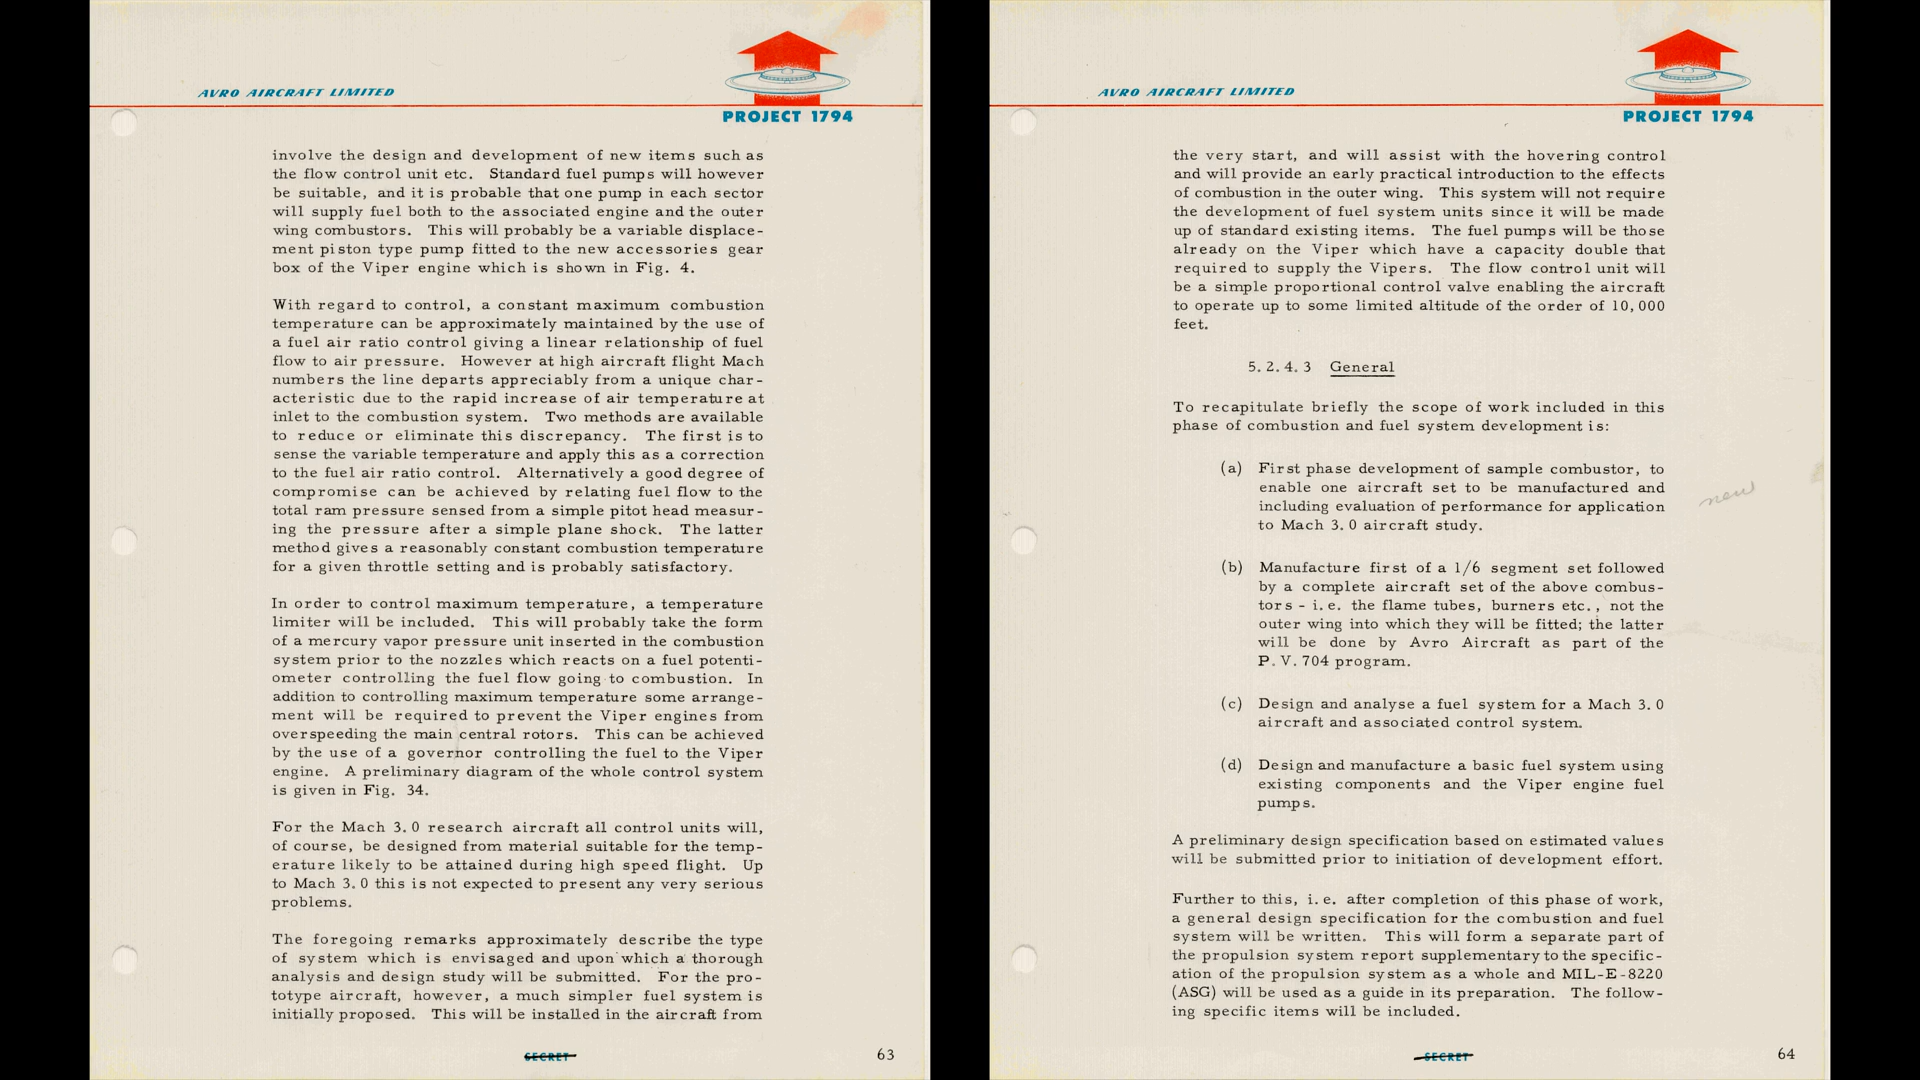 AVRO AIRCRAFT LIMITED
PROJECT 1794
involve the design and development of new items such as
the flow control unit etc. Standard fuel pumps will however
be suitable, and it is probable that one pump in each sector
will supply fuel both to the associated engine and the outer
wing combustors. This will probably be a variable displace-
ment piston type pump fitted to the new accessories gear
box of the Viper engine which is shown in Fig. 4.
With regard to control, a constant maximum combustion
temperature can be approximately maintained by the use of
a fuel air ratio control giving a linear relationship of fuel
flow to air pressure. However at high aircraft flight Mach
numbers the line departs appreciably from a unique char-
acteristic due to the rapid increase of air temperature at
inlet to the combustion system. Two methods are available
to reduce or eliminate this discrepancy. The first is to
sense the variable temperature and apply this as a correction
to the fuel air ratio control. Alternatively a good degree of
compromise can be achieved by relating fuel flow to the
total ram pressure sensed from a simple pitot head measur-
ing the pressure after a simple plane shock. The latter
method gives a reasonably constant combustion temperature
for a given throttle setting and is probably satisfactory.
In order to control maximum temperature, a temperature
limiter will be included. This will probably take the form
of a mercury vapor pressure unit inserted in the combustion
system prior to the nozzles which reacts on a fuel potenti-
ometer controlling the fuel flow going to combustion. In
addition to controlling maximum temperature some arrange-
ment will be required to prevent the Viper engines from
overspeeding the main central rotors. This can be achieved
by the use of a governor controlling the fuel to the Viper
engine. A preliminary diagram of the whole control system
is given in Fig. 34.
For the Mach 3.0 research aircraft all control units will,
of course, be designed from material suitable for the temp-
erature likely to be attained during high speed flight. Up
to Mach 3.0 this is not expected to present any very serious
problems.
The foregoing remarks approximately describe the type
of system which is envisaged and upon which a thorough
analysis and design study will be submitted. For the pro-
totype aircraft, however, a much simpler fuel system is
initially proposed. This will be installed in the aircraft from
SECRET
63
AVRO AIRCRAFT LIMITED
PROJECT 1794
the very start, and will assist with the hovering control
and will provide an early practical introduction to the effects
of combustion in the outer wing. This system will not require
the development of fuel system units since it will be made
up of standard existing items. The fuel pumps will be those
already on the Viper which have a capacity double that
required to supply the Vipers. The flow control unit will
be a simple proportional control valve enabling the aircraft
to operate up to some limited altitude of the order of 10,000
feet.
5.2.4.3 General
To recapitulate briefly the scope of work included in this
phase of combustion and fuel system development is:
(a) First phase development of sample combustor, to
enable one aircraft set to be manufactured and
including evaluation of performance for application
to Mach 3.0 aircraft study.
new
(b) Manufacture first of a 1/6 segment set followed
by a complete aircraft set of the above combus-
tors - i.e. the flame tubes, burners etc., not the
outer wing into which they will be fitted; the latter
will be done by Avro Aircraft as part of the
P.V. 704 program.
(c) Design and analyse a fuel system for a Mach 3.0
aircraft and associated control system.
(d) Design and manufacture a basic fuel system using
existing components and the Viper engine fuel
pumps.
A preliminary design specification based on estimated values
will be submitted prior to initiation of development effort.
Further to this, i.e. after completion of this phase of work,
a general design specification for the combustion and fuel
system will be written. This will form a separate part of
the propulsion system report supplementary to the specific-
ation of the propulsion system as a whole and MIL-E-8220
(ASG) will be used as a guide in its preparation. The follow-
ing specific items will be included.
SECRET
64